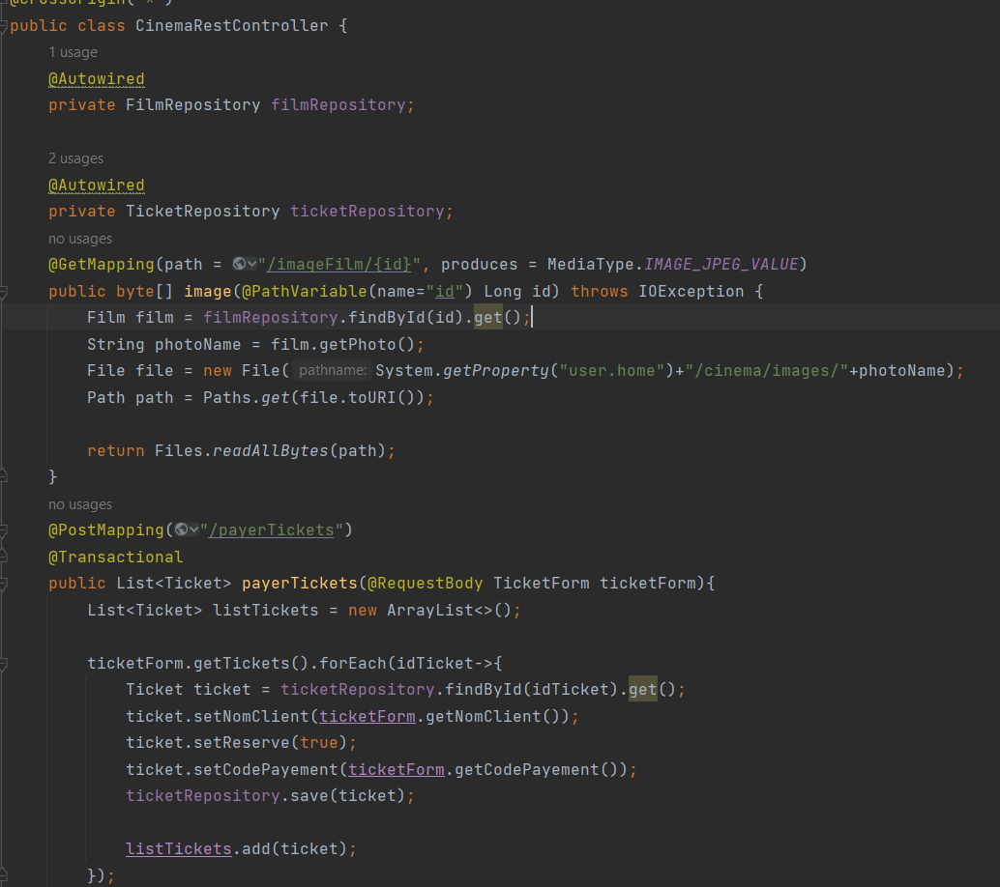 @CrossOrigin("*")
public class CinemaRestController {
1 usage
@Autowired
private FilmRepository filmRepository;
2 usages
@Autowired
private TicketRepository ticketRepository;
no usages
@GetMapping(path = "/imageFilm/{id}", produces = MediaType.IMAGE_JPEG_VALUE)
public byte[] image(@PathVariable(name="id") Long id) throws IOException {
Film film = filmRepository.findById(id).get();
String photoName = film.getPhoto();
File file = new File( pathname: System.getProperty("user.home")+"/cinema/images/"+photoName);
Path path = Paths.get(file.toURI());
return Files.readAllBytes(path);
}
no usages
@PostMapping("/payerTickets")
@Transactional
public List<Ticket> payerTickets(@RequestBody TicketForm ticketForm){
List<Ticket> listTickets = new ArrayList<>();
ticketForm.getTickets().forEach(idTicket->{
Ticket ticket = ticketRepository.findById(idTicket).get();
ticket.setNomClient(ticketForm.getNomClient());
ticket.setReserve(true);
ticket.setCodePayement(ticketForm.getCodePayement());
ticketRepository.save(ticket);
listTickets.add(ticket);
});